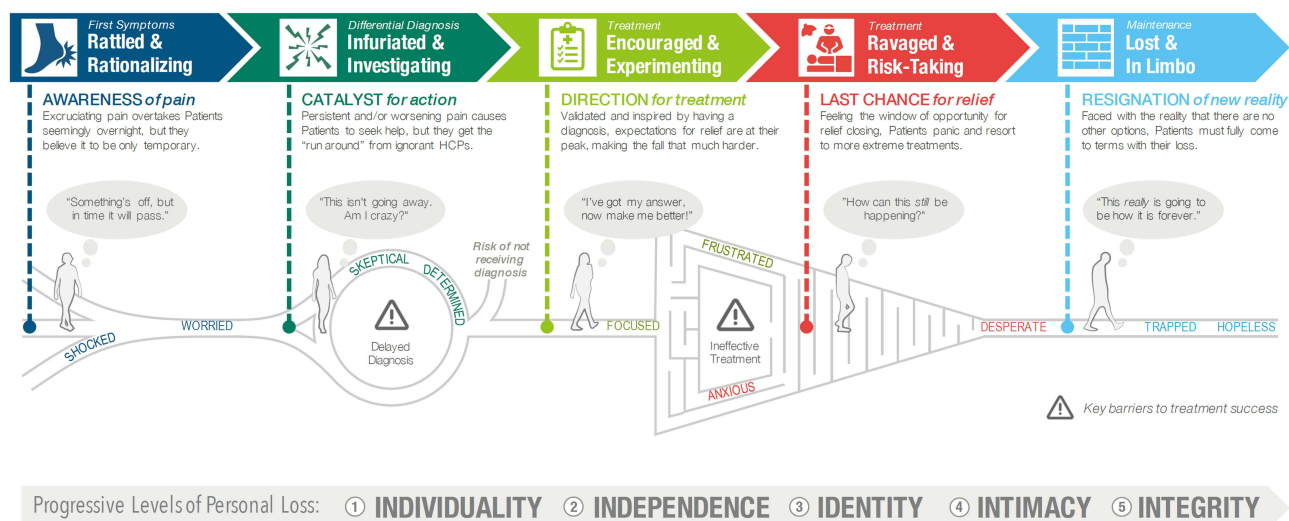 First Symptoms
Rattled &
Rationalizing
Differential Diagnosis
Infuriated &
Investigating
Treatment
Encouraged &
Experimenting
Treatment
Ravaged &
Risk-Taking
Maintenance
Lost &
In Limbo
AWARENESS of pain
Excruciating pain overtakes Patients
seemingly overnight, but they
believe it to be only temporary.
CATALYST for action
Persistent and/or worsening pain causes
Patients to seek help, but they get the
“run around” from ignorant HCPs.
DIRECTION for treatment
Validated and inspired by having a
diagnosis, expectations for relief are at their
peak, making the fall that much harder.
LAST CHANCE for relief
Feeling the window of opportunity for
relief closing, Patients panic and resort
to more extreme treatments.
RESIGNATION of new reality
Faced with the reality that there are no
other options, Patients must fully come
to terms with their loss.
“Something's off, but
in time it will pass.”
“This isn't going away.
Am I crazy?”
“I've got my answer,
now make me better!”
"How can this still be
happening?"
“This really is going to
be how it is forever.”
SHOCKED
WORRIED
SKEPTICAL
DETERMINED
Delayed
Diagnosis
Risk of not
receiving
diagnosis
FOCUSED
FRUSTRATED
Ineffective
Treatment
ANXIOUS
DESPERATE
TRAPPED
HOPELESS
Key barriers to treatment success
Progressive Levels of Personal Loss: 1 INDIVIDUALITY 2 INDEPENDENCE 3 IDENTITY 4 INTIMACY 5 INTEGRITY